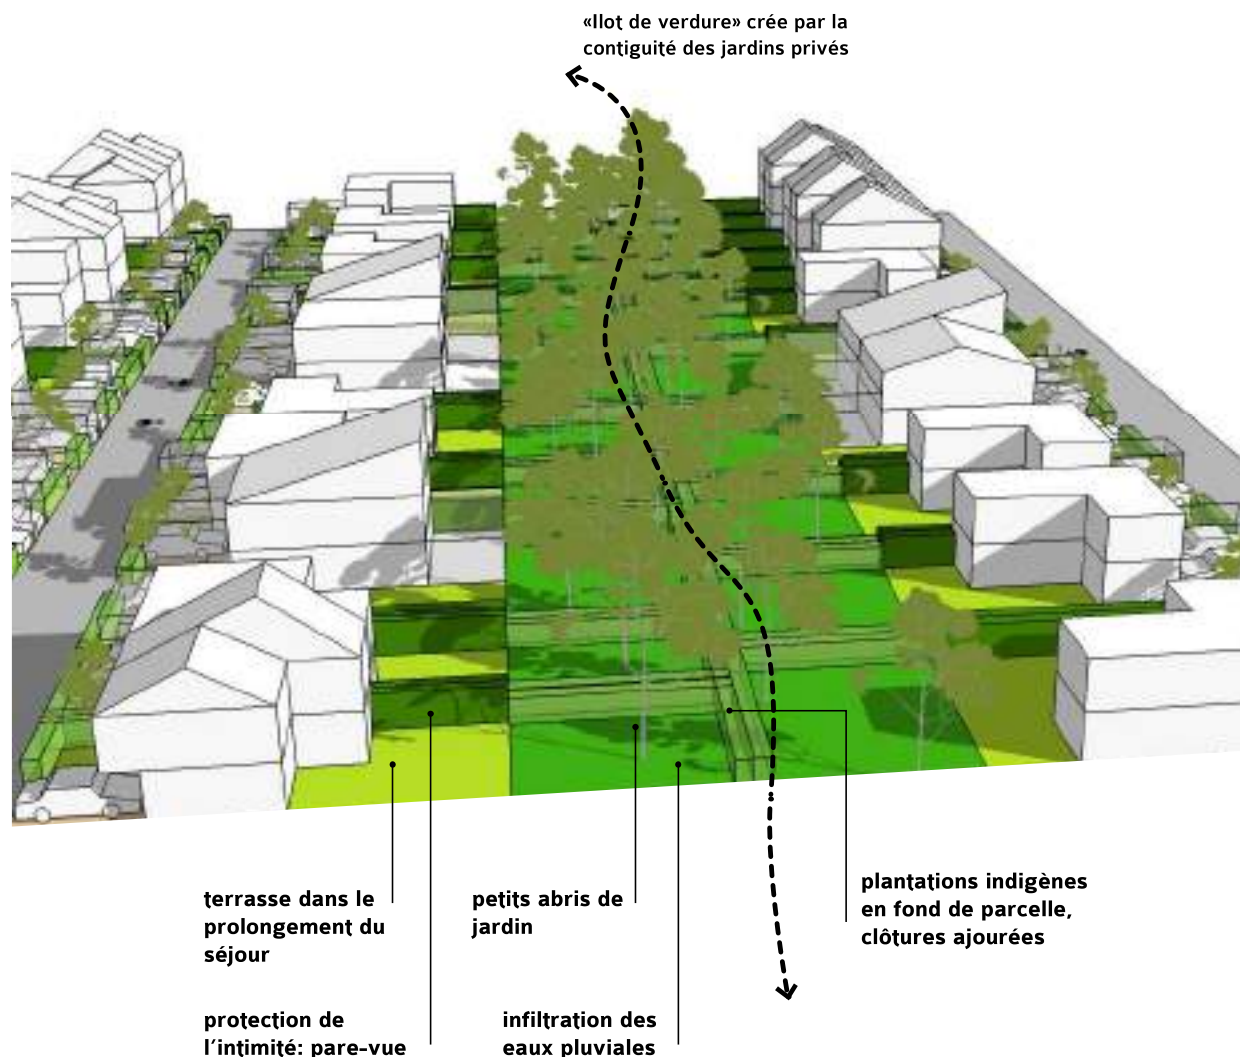 «Ilot de verdure» crée par la
contiguité des jardins privés
terrasse dans le
prolongement du
séjour
petits abris de
jardin
plantations indigènes
en fond de parcelle,
clôtures ajourées
protection de
l'intimité: pare-vue
infiltration des
eaux pluviales